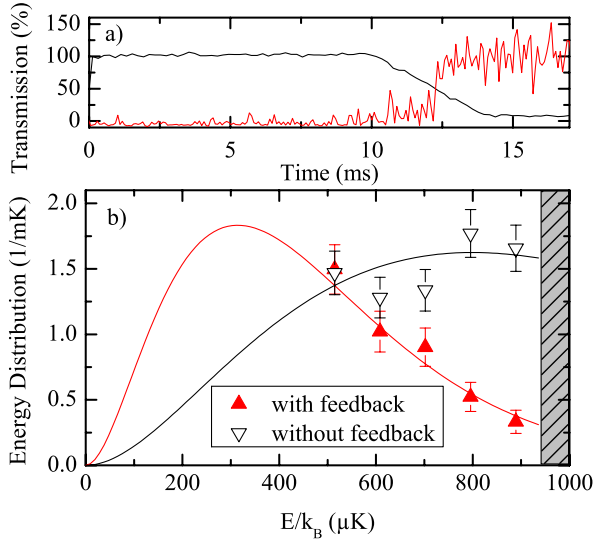 Transmission (%)
150
100
50
0
a)
0
5
10
15
Time (ms)
Energy Distribution (1/mK)
2.0
1.5
1.0
0.5
0.0
b)
with feedback
without feedback
0
200
400
600
800
1000
E/k_B (µK)